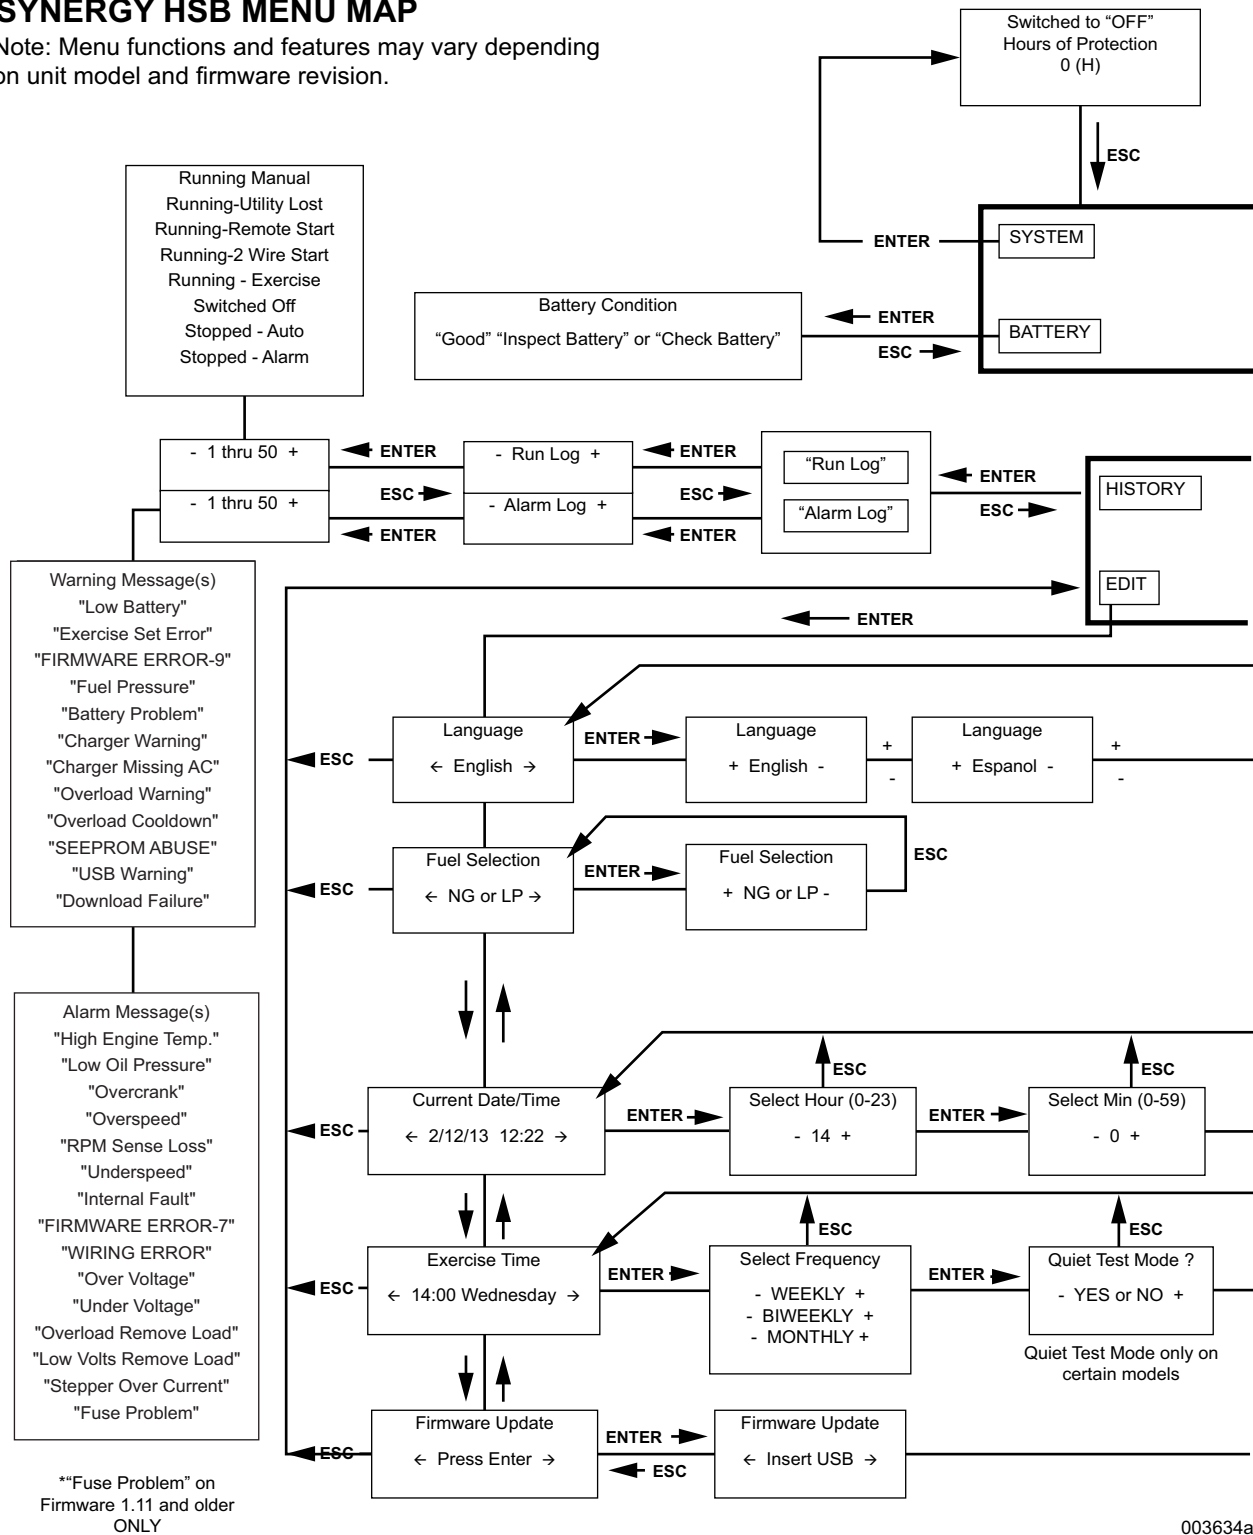 SYNERGY HSB MENU MAP
Note: Menu functions and features may vary depending
on unit model and firmware revision.
Switched to “OFF”
Hours of Protection
0 (H)
ESC
ENTER
SYSTEM
Running Manual
Running-Utility Lost
Running-Remote Start
Running-2 Wire Start
Running - Exercise
Switched Off
Stopped - Auto
Stopped - Alarm
Battery Condition
“Good” “Inspect Battery” or “Check Battery”
ENTER
ESC
BATTERY
- 1 thru 50 +
- 1 thru 50 +
ENTER
ESC
ENTER
- Run Log +
- Alarm Log +
ENTER
ESC
ENTER
“Run Log”
“Alarm Log”
ENTER
ESC
HISTORY
EDIT
ENTER
Warning Message(s)
"Low Battery"
"Exercise Set Error"
"FIRMWARE ERROR-9"
"Fuel Pressure"
"Battery Problem"
"Charger Warning"
"Charger Missing AC"
"Overload Warning"
"Overload Cooldown"
"SEEPROM ABUSE"
"USB Warning"
"Download Failure"
Alarm Message(s)
"High Engine Temp."
"Low Oil Pressure"
"Overcrank"
"Overspeed"
"RPM Sense Loss"
"Underspeed"
"Internal Fault"
"FIRMWARE ERROR-7"
"WIRING ERROR"
"Over Voltage"
"Under Voltage"
"Overload Remove Load"
"Low Volts Remove Load"
"Stepper Over Current"
"Fuse Problem"
*“Fuse Problem” on
Firmware 1.11 and older
ONLY
ESC
Language
← English →
ENTER
Language
+ English -
+
-
Language
+ Espanol -
+
-
ESC
Fuel Selection
← NG or LP →
ENTER
Fuel Selection
+ NG or LP -
ESC
ESC
Current Date/Time
← 2/12/13 12:22 →
ENTER
ESC
Select Hour (0-23)
- 14 +
ENTER
ESC
Select Min (0-59)
- 0 +
ESC
Exercise Time
← 14:00 Wednesday →
ENTER
ESC
Select Frequency
- WEEKLY +
- BIWEEKLY +
- MONTHLY +
ENTER
ESC
Quiet Test Mode ?
- YES or NO +
Quiet Test Mode only on
certain models
ESC
Firmware Update
← Press Enter →
ENTER
ESC
Firmware Update
← Insert USB →
003634a